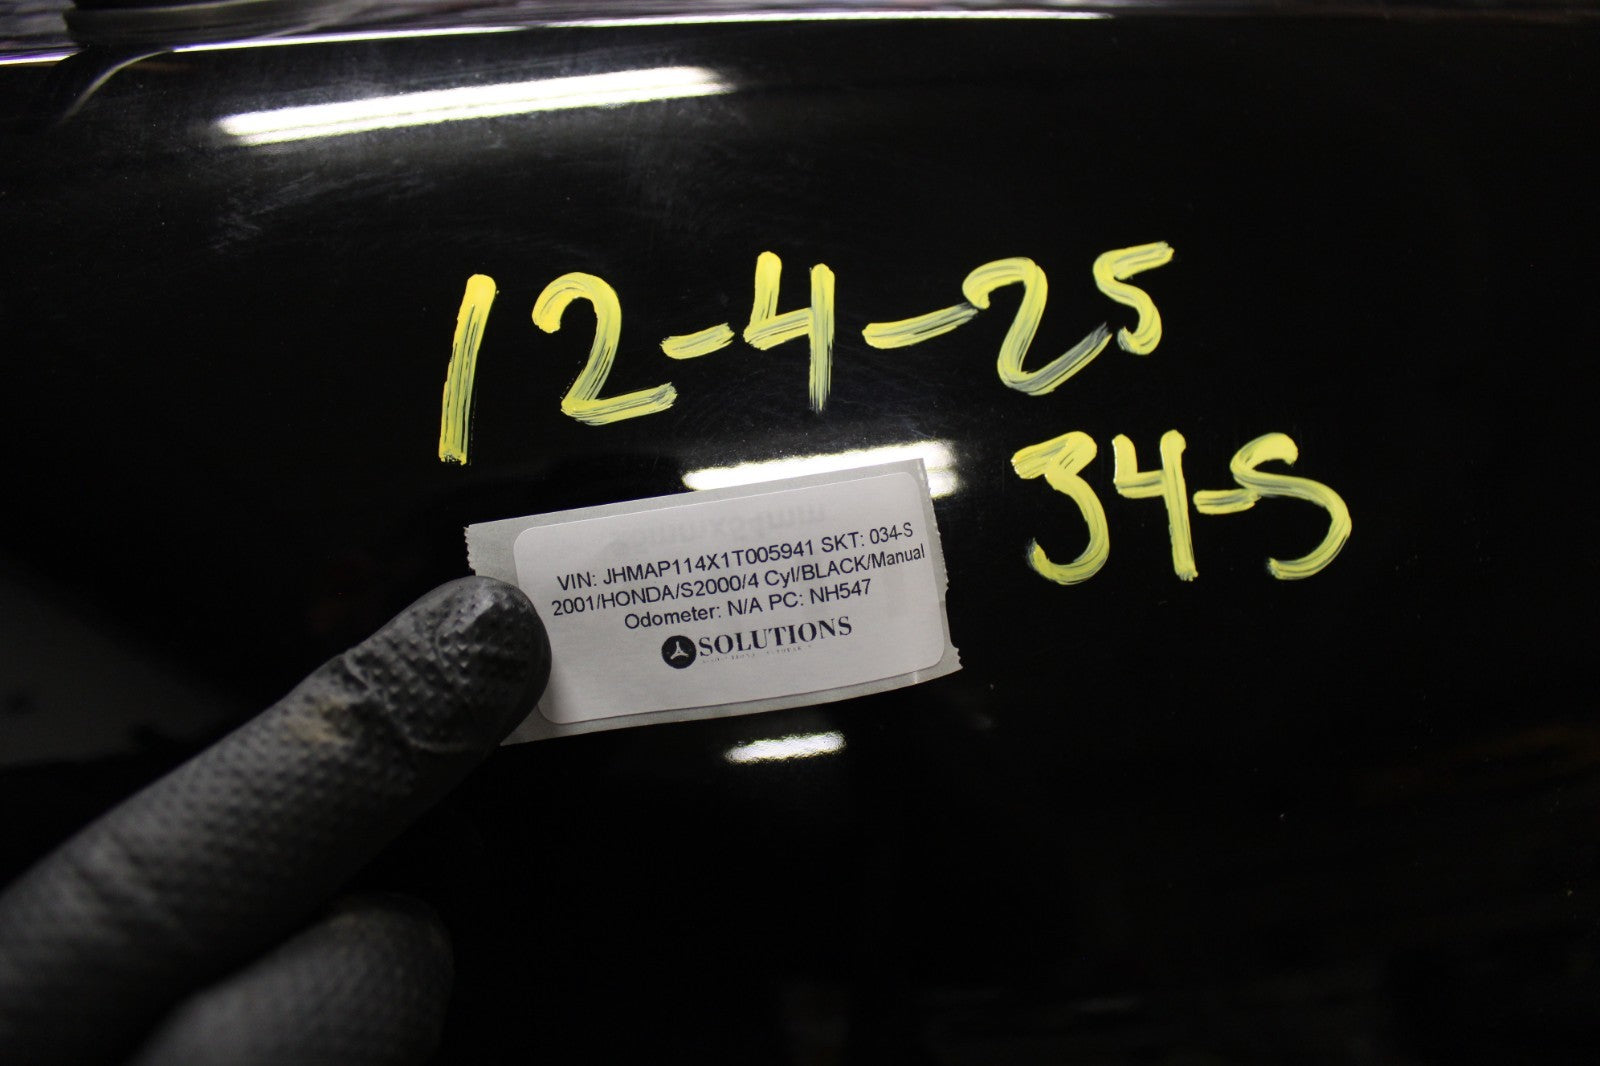 12-4-25
34-S
VIN: JHMAP114X1T005941 SKT: 034-S
2001/HONDA/S2000/4 Cyl/BLACK/Manual
Odometer: N/A PC: NH547
SOLUTIONS